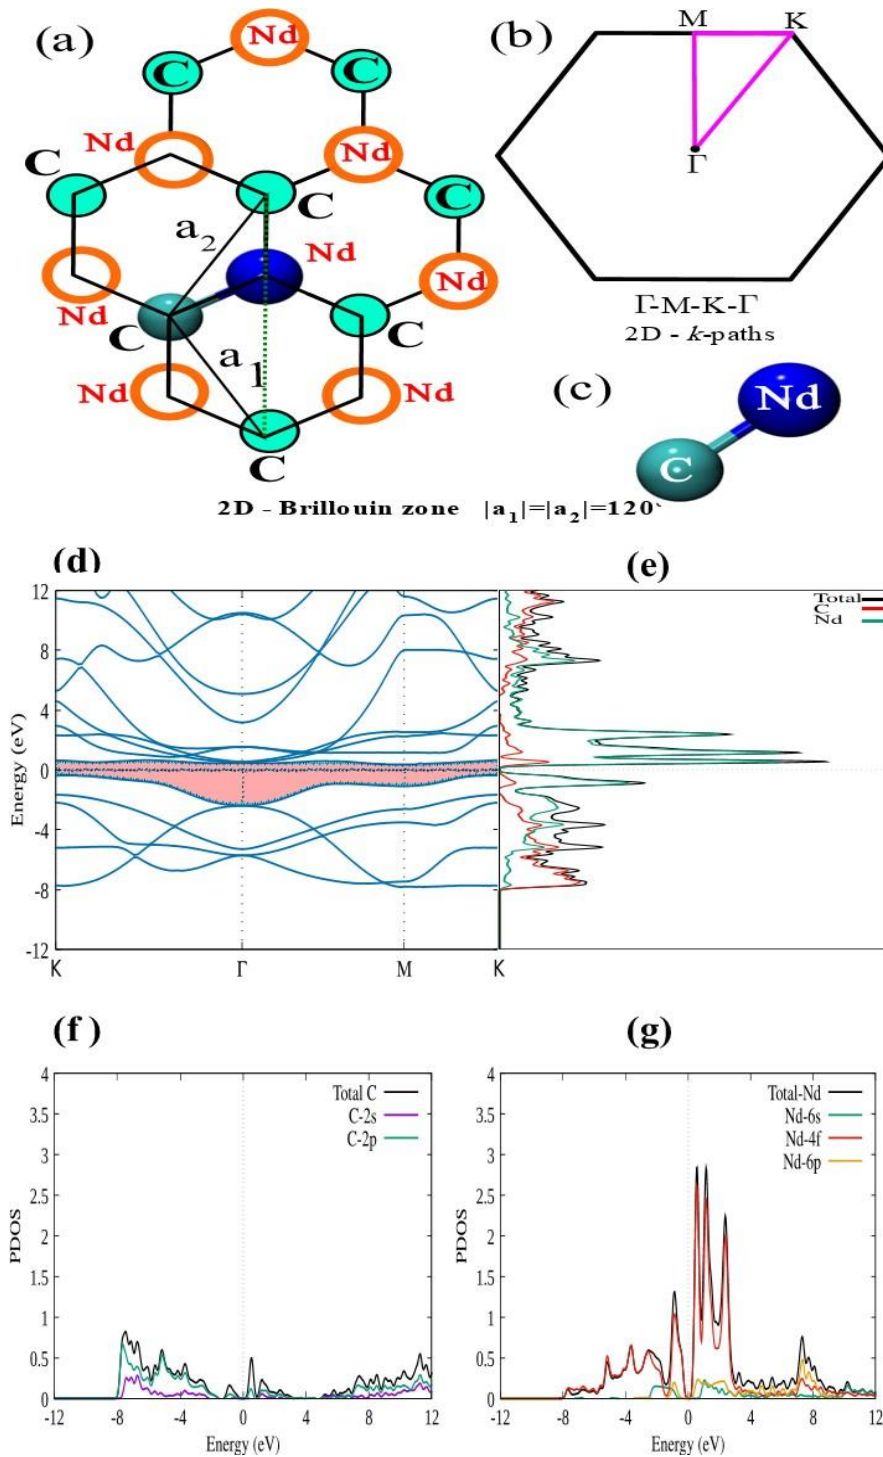 (a)
Nd
C
C
Nd
Nd
C
C
C
a2
Nd
Nd
Nd
C
C
a1
Nd
Nd
C
2D - Brillouin zone |a1|=|a2|=120°
(b)
M
K
Γ
Γ-M-K-Γ
2D - k-paths
(c)
Nd
C
(d)
12
8
4
0
-4
-8
-12
Energy (eV)
K
Γ
M
K
(e)
Total
C
Nd
(f )
4
3.5
3
2.5
2
1.5
1
0.5
0
PDOS
Total C
C-2s
C-2p
-12
-8
-4
0
4
8
12
Energy (eV)
(g)
4
3.5
3
2.5
2
1.5
1
0.5
0
PDOS
Total-Nd
Nd-6s
Nd-4f
Nd-6p
-12
-8
-4
0
4
8
12
Energy (eV)